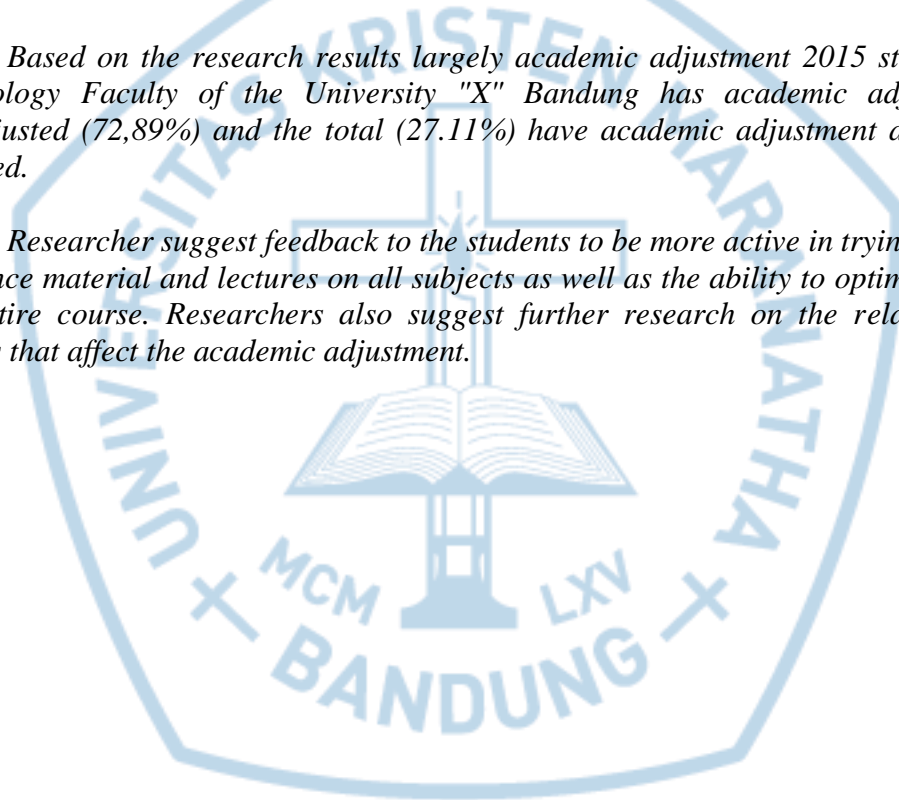 Based on the research results largely academic adjustment 2015 st
ology Faculty of the University "X" Bandung has academic adj
usted (72,89%) and the total (27.11%) have academic adjustment a
ed.
Researcher suggest feedback to the students to be more active in tryin
nce material and lectures on all subjects as well as the ability to optim
tire course. Researchers also suggest further research on the rela
that affect the academic adjustment.
UNIVERSITAS KRISTEN MARANATHA
MCM LXV
BANDUNG